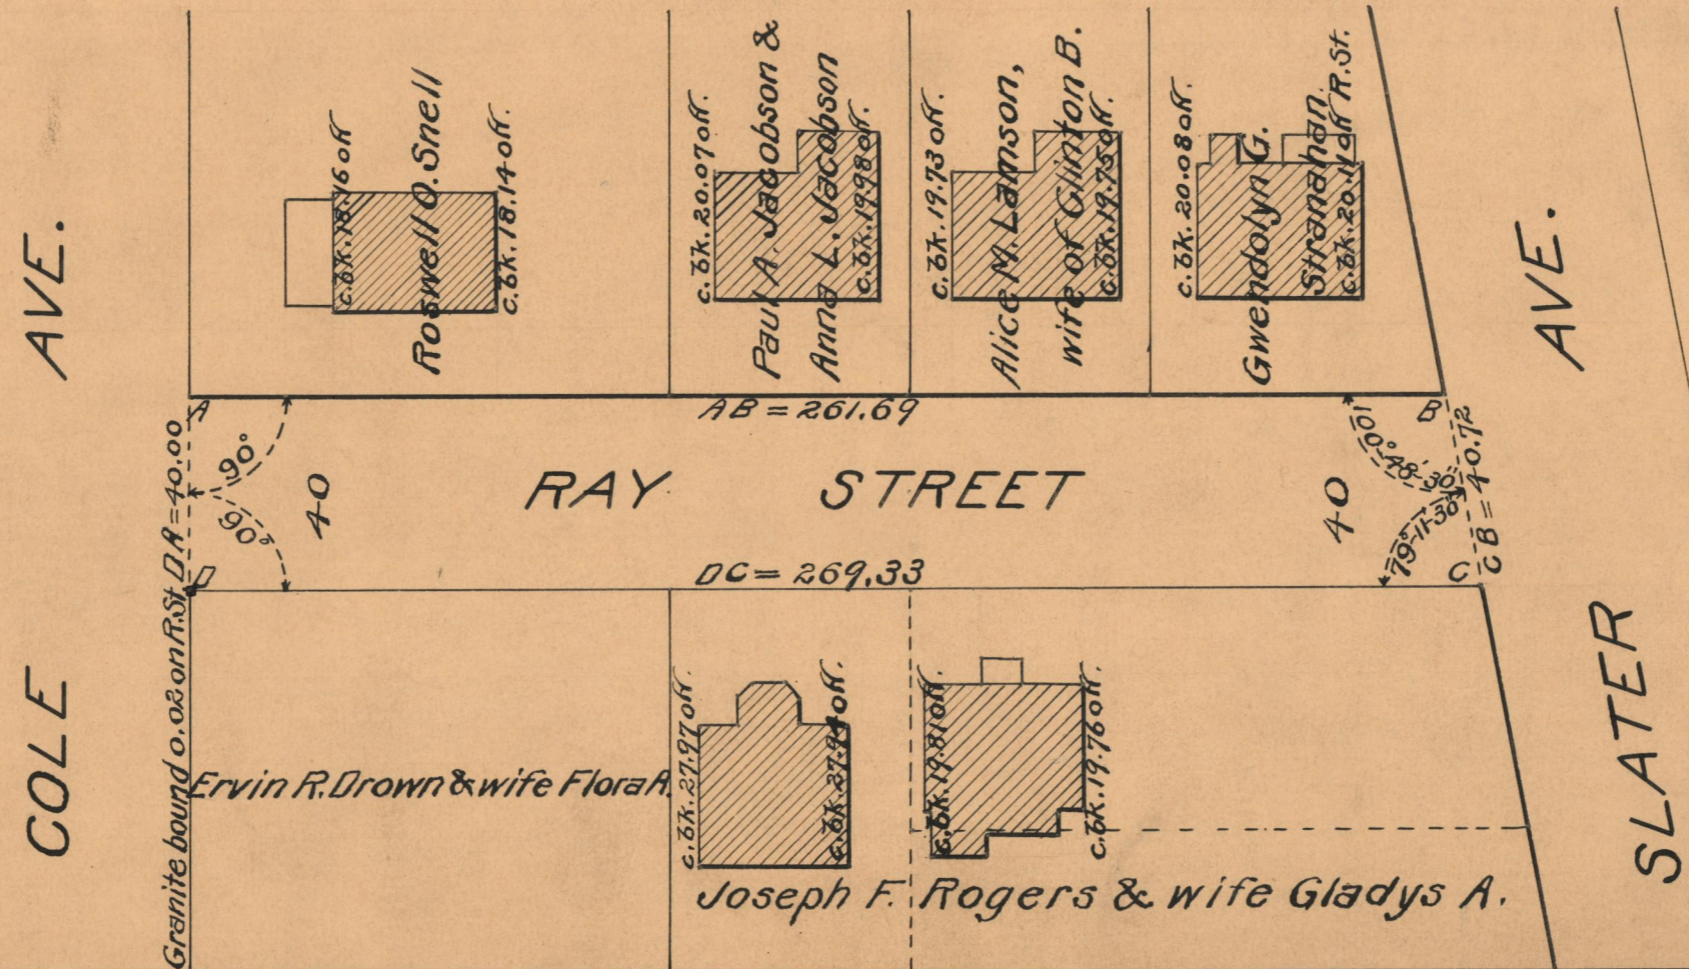 COLE AVE.
Roswell O. Snell
c.bk.18.16 off
c.bk.18.14 off.
Paul A. Jacobson &
Anna L. Jacobson
c.bk.20.07 off.
c.bk.19.98 off.
Alice M. Lamson,
wife of Clinton B.
c.bk.19.73 off.
c.bk.19.75 off.
Gwendolyn G.
Stranahan
c.bk.20.08 off.
c.bk.20.11 off R.St.
SLATER AVE.
A
AB = 261.69
B
DA = 40.00
90°
90°
40
RAY STREET
40
100°-48'-30"
79°-11'-30"
CB = 40.72
D
DC = 269.33
C
Granite bound 0.02 on R.St.
Ervin R. Drown & wife Flora A.
c.bk.27.97 off.
c.bk.27.94 off.
c.bk.19.81 off.
c.bk.19.76 off.
Joseph F. Rogers & wife Gladys A.